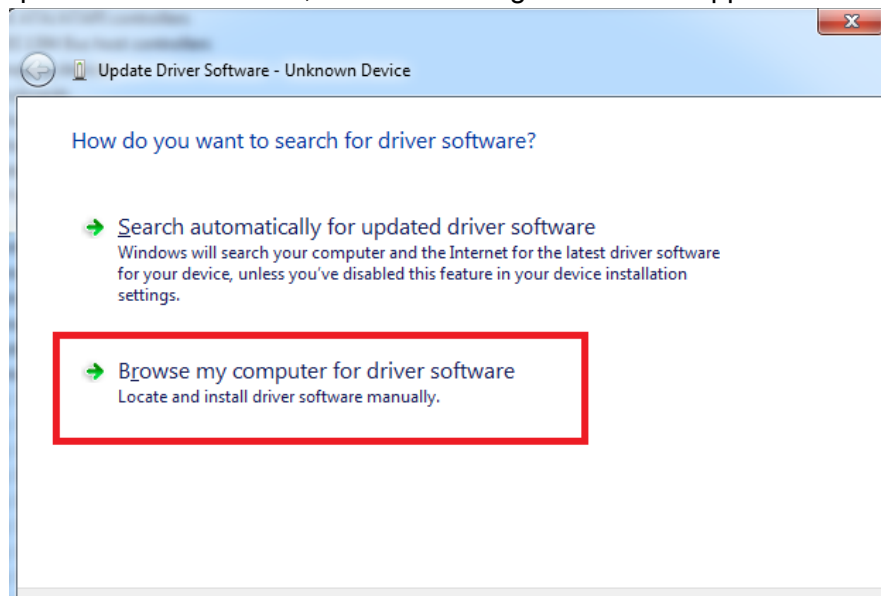 Update Driver Software - Unknown Device
How do you want to search for driver software?
Search automatically for updated driver software
Windows will search your computer and the Internet for the latest driver software
for your device, unless you've disabled this feature in your device installation
settings.
Browse my computer for driver software
Locate and install driver software manually.